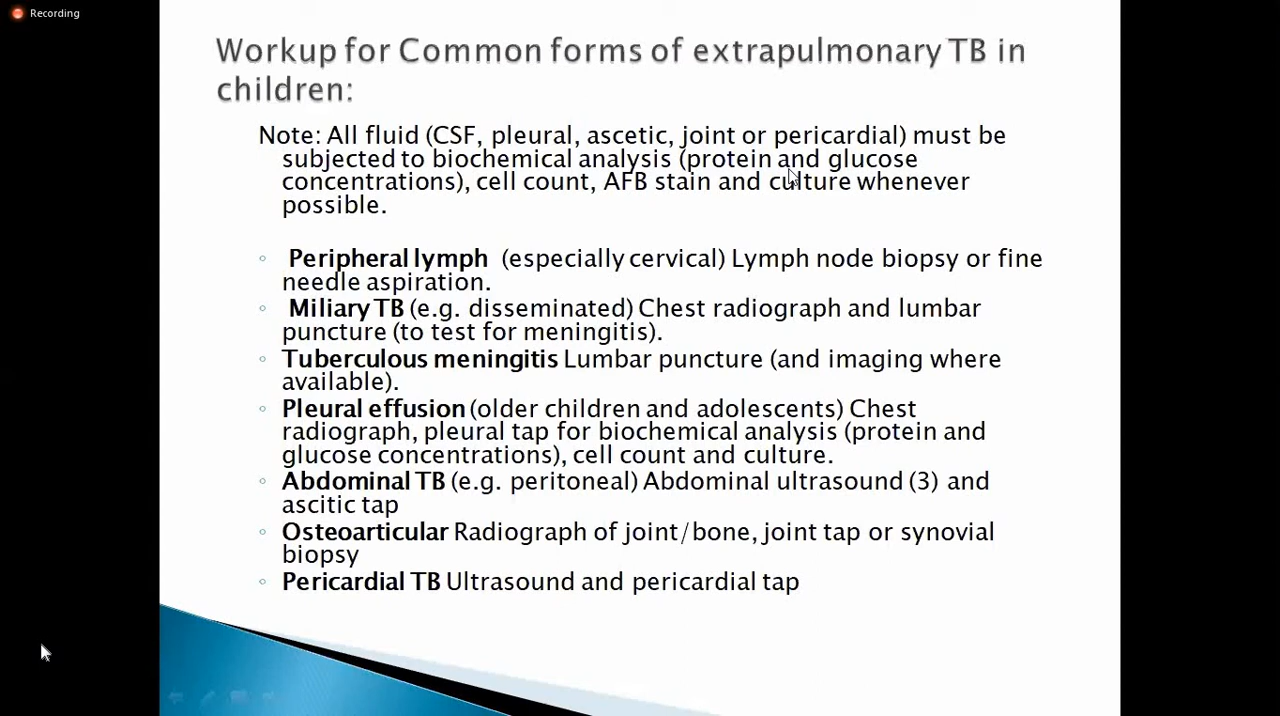 Recording
Workup for Common forms of extrapulmonary TB in
children:
Note: All fluid (CSF, pleural, ascetic, joint or pericardial) must be
subjected to biochemical analysis (protein and glucose
concentrations), cell count, AFB stain and culture whenever
possible.
Peripheral lymph (especially cervical) Lymph node biopsy or fine
needle aspiration.
Miliary TB (e.g. disseminated) Chest radiograph and lumbar
puncture (to test for meningitis).
Tuberculous meningitis Lumbar puncture (and imaging where
available).
Pleural effusion (older children and adolescents) Chest
radiograph, pleural tap for biochemical analysis (protein and
glucose concentrations), cell count and culture.
Abdominal TB (e.g. peritoneal) Abdominal ultrasound (3) and
ascitic tap
Osteoarticular Radiograph of joint/bone, joint tap or synovial
biopsy
Pericardial TB Ultrasound and pericardial tap